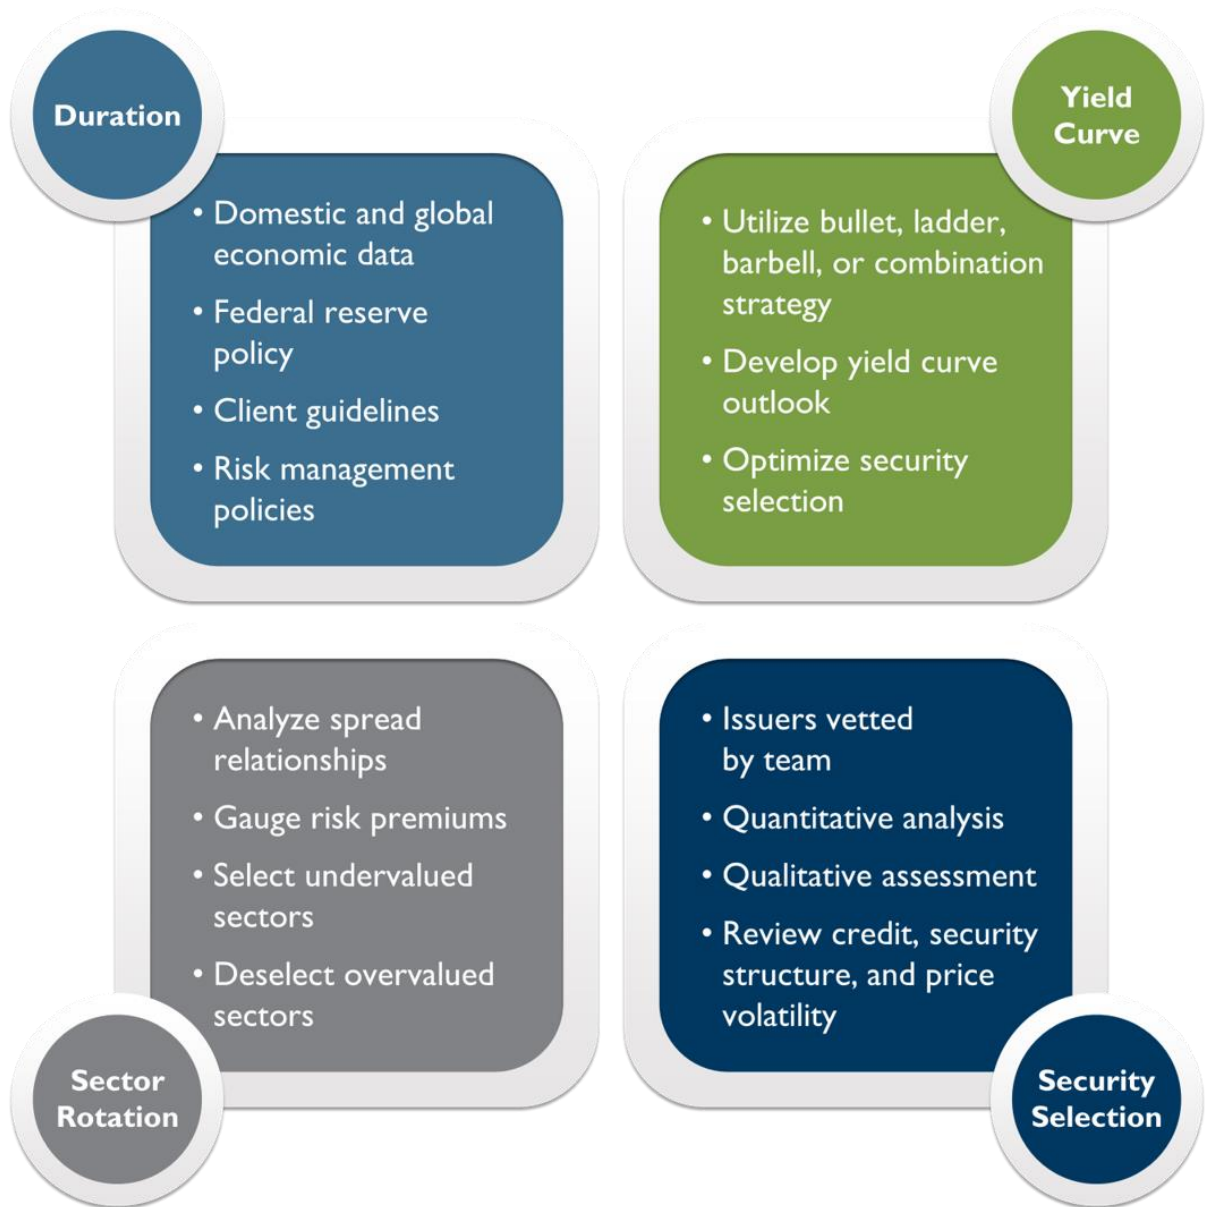 Duration
• Domestic and global
economic data
• Federal reserve
policy
• Client guidelines
• Risk management
policies
Yield
Curve
• Utilize bullet, ladder,
barbell, or combination
strategy
• Develop yield curve
outlook
• Optimize security
selection
• Analyze spread
relationships
• Gauge risk premiums
• Select undervalued
sectors
• Deselect overvalued
sectors
Sector
Rotation
• Issuers vetted
by team
• Quantitative analysis
• Qualitative assessment
• Review credit, security
structure, and price
volatility
Security
Selection